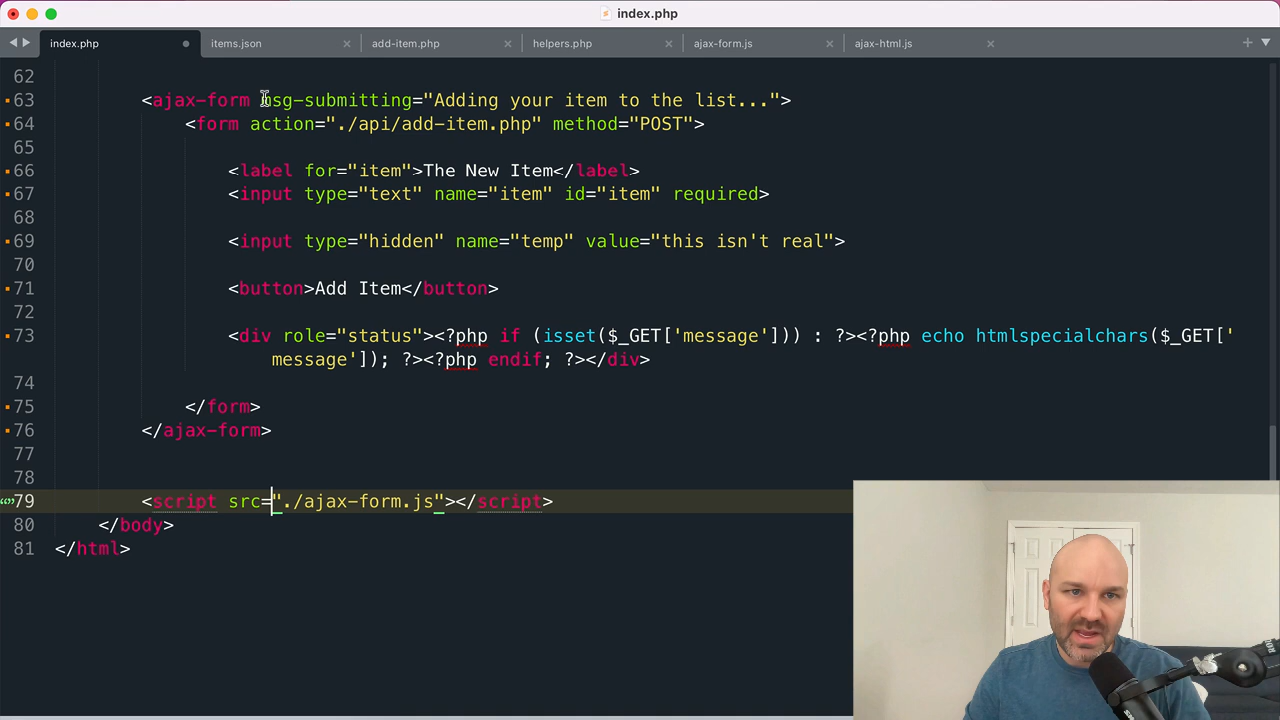 index.php
index.php
items.json
add-item.php
helpers.php
ajax-form.js
ajax-html.js
62
63 <ajax-form msg-submitting="Adding your item to the list...">
64 <form action="./api/add-item.php" method="POST">
65
66 <label for="item">The New Item</label>
67 <input type="text" name="item" id="item" required>
68
69 <input type="hidden" name="temp" value="this isn't real">
70
71 <button>Add Item</button>
72
73 <div role="status"><?php if (isset($_GET['message'])) : ?><?php echo htmlspecialchars($_GET['
message']); ?><?php endif; ?></div>
74
75 </form>
76 </ajax-form>
77
78
79 <script src="./ajax-form.js"></script>
80 </body>
81 </html>